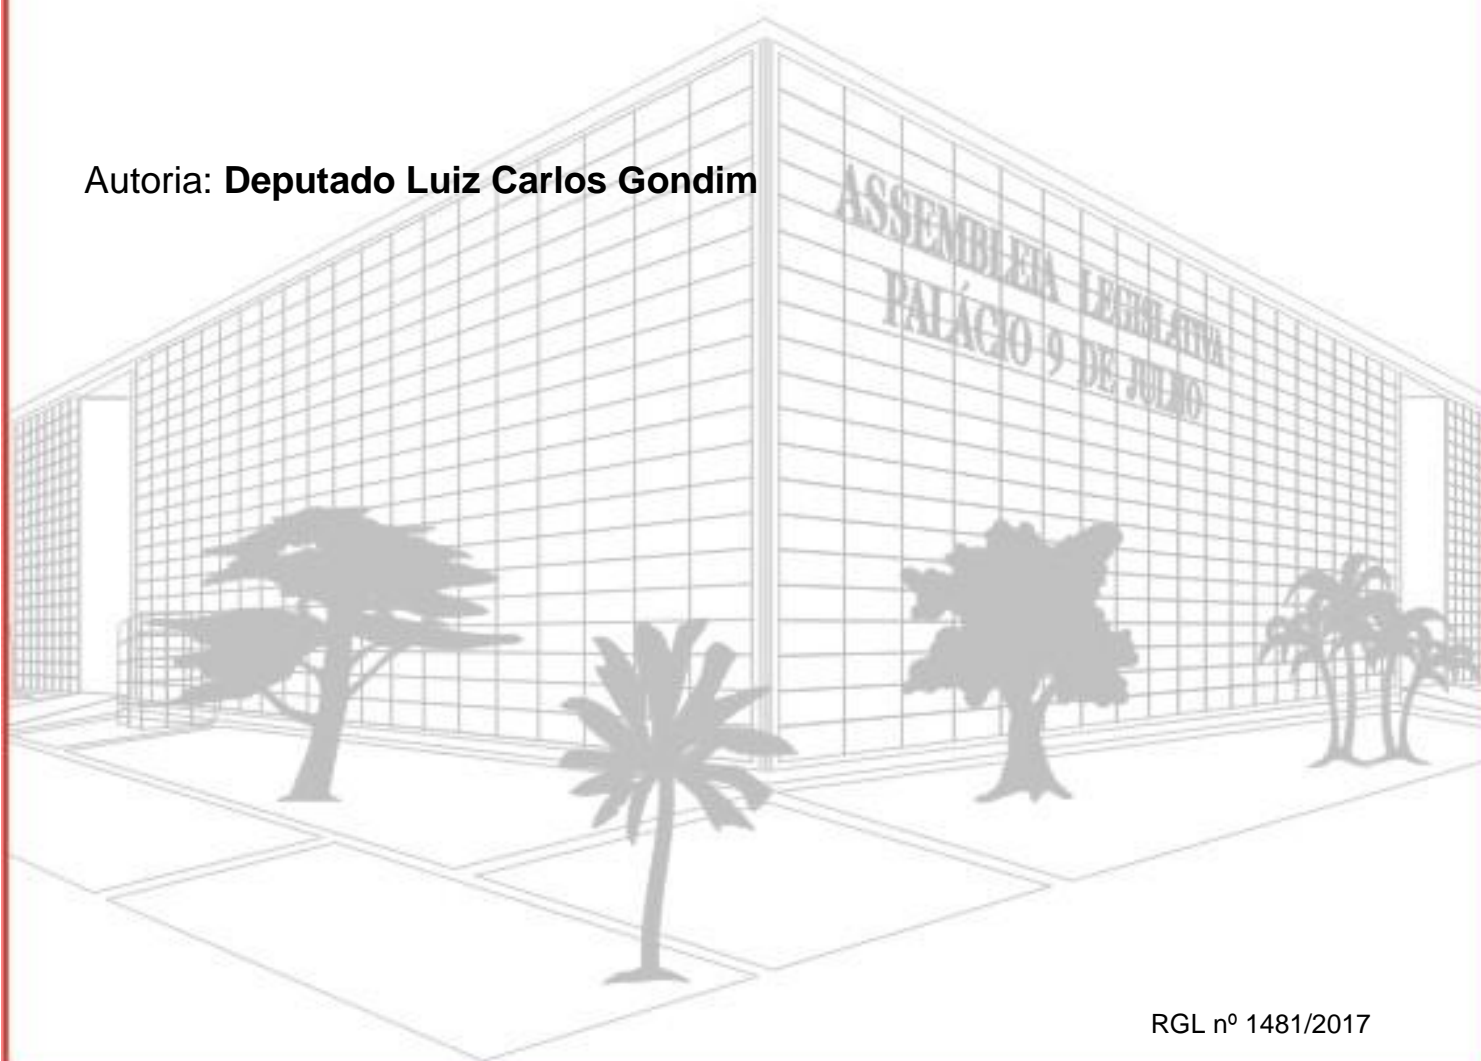 Autoria: Deputado Luiz Carlos Gondim
ASSEMBLEIA LEGISLATIVA
PALÁCIO 9 DE JULHO
RGL nº 1481/2017